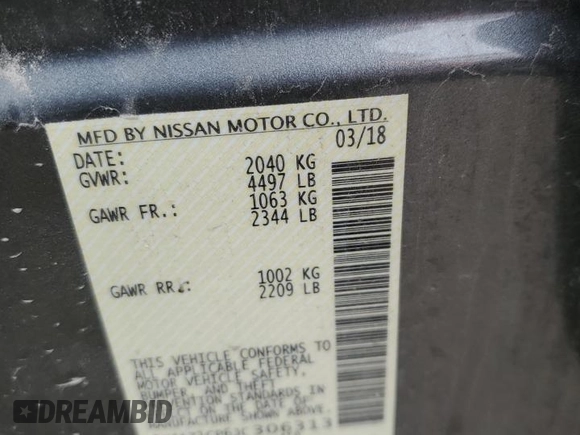 MFD BY NISSAN MOTOR CO., LTD.
DATE: 03/18
GVWR: 2040 KG
4497 LB
GAWR FR.: 1063 KG
2344 LB
GAWR RR.: 1002 KG
2209 LB
THIS VEHICLE CONFORMS TO
ALL APPLICABLE FEDERAL
MOTOR VEHICLE SAFETY,
BUMPER AND THEFT
PREVENTION STANDARDS IN
EFFECT ON THE DATE OF
MANUFACTURE SHOWN ABOVE.
306313
DREAMBID